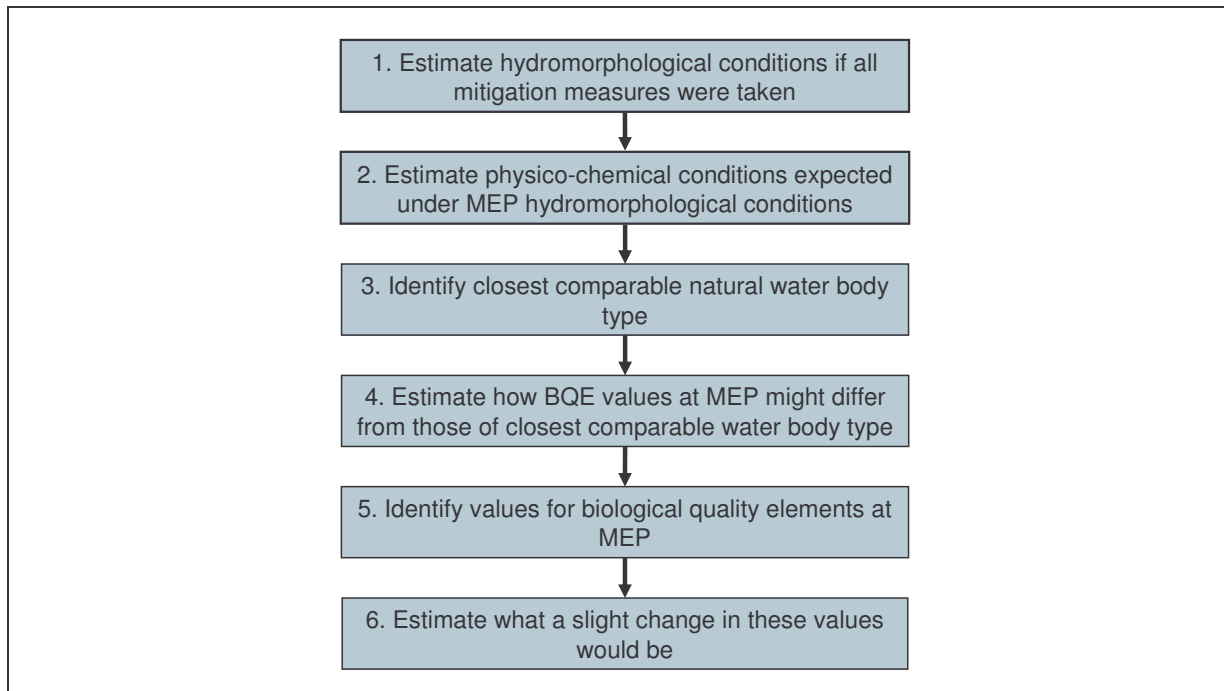 1. Estimate hydromorphological conditions if all
mitigation measures were taken
2. Estimate physico-chemical conditions expected
under MEP hydromorphological conditions
3. Identify closest comparable natural water body
type
4. Estimate how BQE values at MEP might differ
from those of closest comparable water body type
5. Identify values for biological quality elements at
MEP
6. Estimate what a slight change in these values
would be